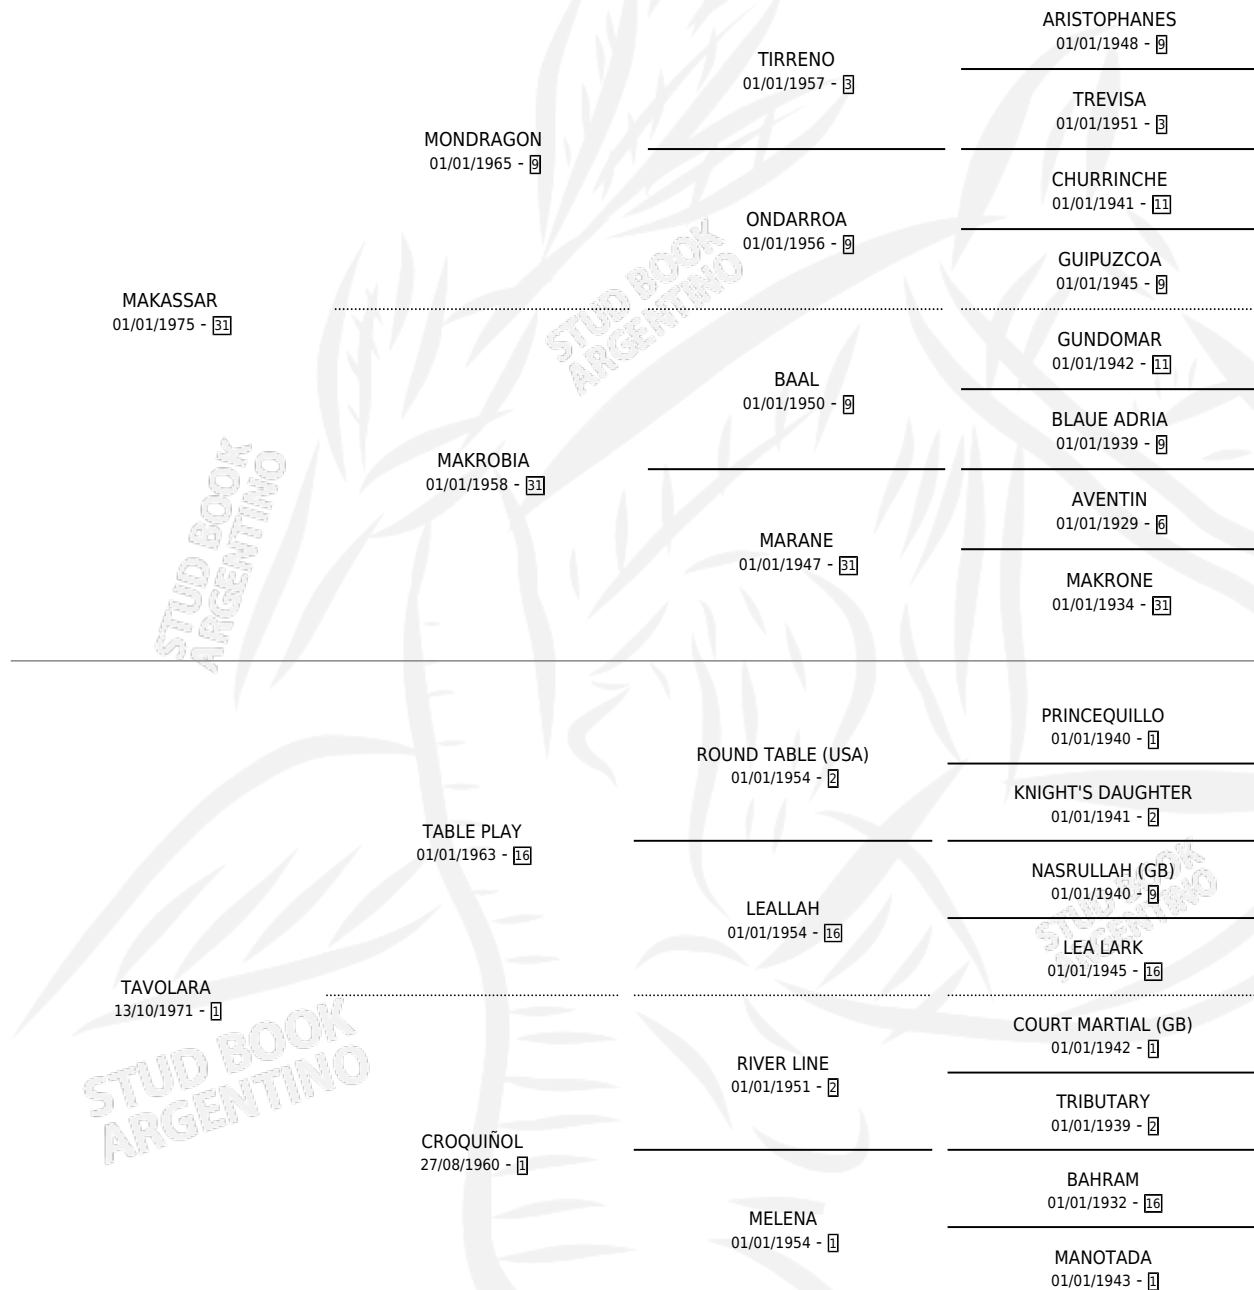 ARISTOPHANES
01/01/1948 - 9
TIRRENO
01/01/1957 - 3
TREVISA
01/01/1951 - 3
MONDRAGON
01/01/1965 - 9
CHURRINCHE
01/01/1941 - 11
ONDARROA
01/01/1956 - 9
GUIPUZCOA
01/01/1945 - 9
MAKASSAR
01/01/1975 - 31
STUD BOOK
ARGENTINO
GUNDOMAR
01/01/1942 - 11
BAAL
01/01/1950 - 9
BLAUE ADRIA
01/01/1939 - 9
MAKROBIA
01/01/1958 - 31
AVENTIN
01/01/1929 - 6
MARANE
01/01/1947 - 31
MAKRONE
01/01/1934 - 31
STUD BOOK
ARGENTINO
PRINCEQUILLO
01/01/1940 - 1
ROUND TABLE (USA)
01/01/1954 - 2
KNIGHT'S DAUGHTER
01/01/1941 - 2
TABLE PLAY
01/01/1963 - 16
NASRULLAH (GB)
01/01/1940 - 9
LEALLAH
01/01/1954 - 16
LEA LARK
01/01/1945 - 16
STUD BOOK
ARGENTINO
TAVOLARA
13/10/1971 - 1
COURT MARTIAL (GB)
01/01/1942 - 1
RIVER LINE
01/01/1951 - 2
TRIBUTARY
01/01/1939 - 2
STUD BOOK
ARGENTINO
CROQUIÑOL
27/08/1960 - 1
BAHRAM
01/01/1932 - 16
MELENA
01/01/1954 - 1
MANOTADA
01/01/1943 - 1